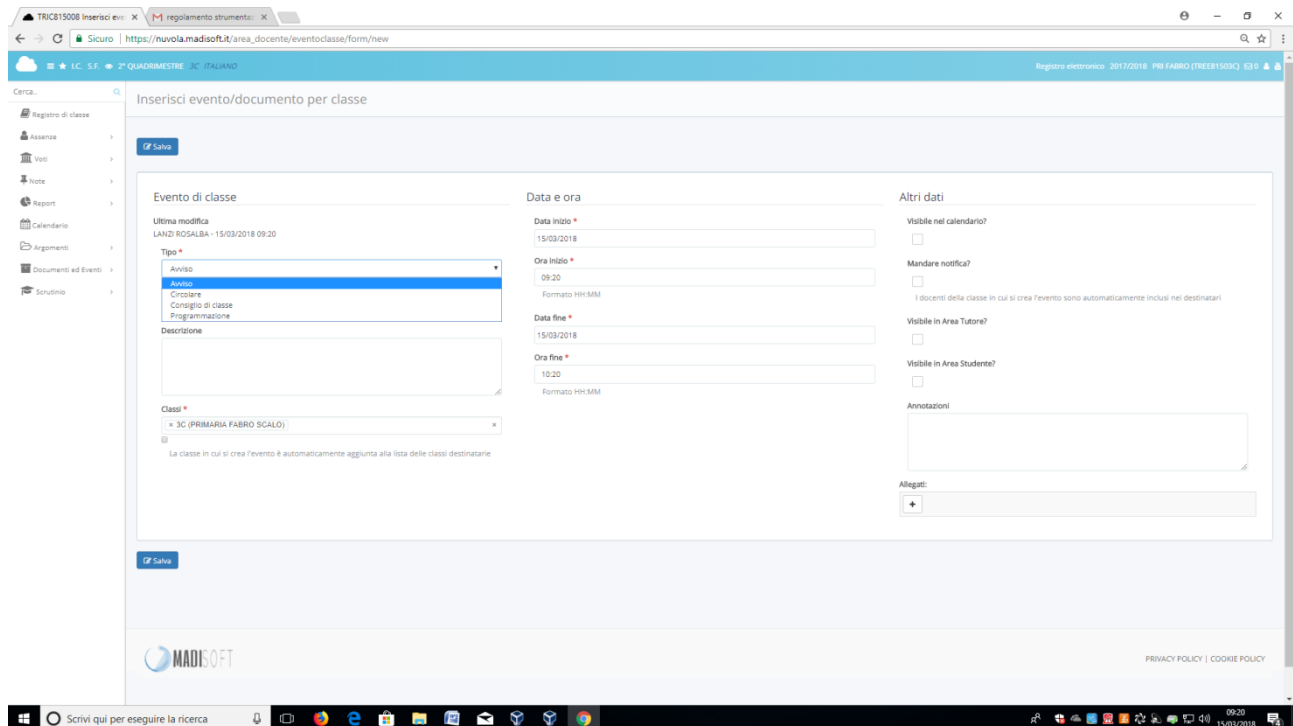 TRIC815008 Inserisci eve
regolamento strumenta
Sicuro
https://nuvola.madisoft.it/area_docente/eventoclasse/form/new
I.C. S.F. 2° QUADRIMESTRE 3C ITALIANO
Registro elettronico 2017/2018 PRI FABRO (TREE81503C) 0
Cerca..
Inserisci evento/documento per classe
Registro di classe
Assenze
Voti
Note
Report
Calendario
Argomenti
Documenti ed Eventi
Scrutinio
Salva
Evento di classe
Ultima modifica
LANZI ROSALBA - 15/03/2018 09:20
Tipo *
Avviso
Avviso
Circolare
Consiglio di classe
Programmazione
Descrizione
Classi *
× 3C (PRIMARIA FABRO SCALO) ×
La classe in cui si crea l'evento è automaticamente aggiunta alla lista delle classi destinatarie
Data e ora
Data inizio *
15/03/2018
Ora inizio *
09:20
Formato HH:MM
Data fine *
15/03/2018
Ora fine *
10:20
Formato HH:MM
Altri dati
Visibile nel calendario?
Mandare notifica?
I docenti della classe in cui si crea l'evento sono automaticamente inclusi nei destinatari
Visibile in Area Tutore?
Visibile in Area Studente?
Annotazioni
Allegati:
+
Salva
MADISOFT
PRIVACY POLICY | COOKIE POLICY
Scrivi qui per eseguire la ricerca
09:20
15/03/2018